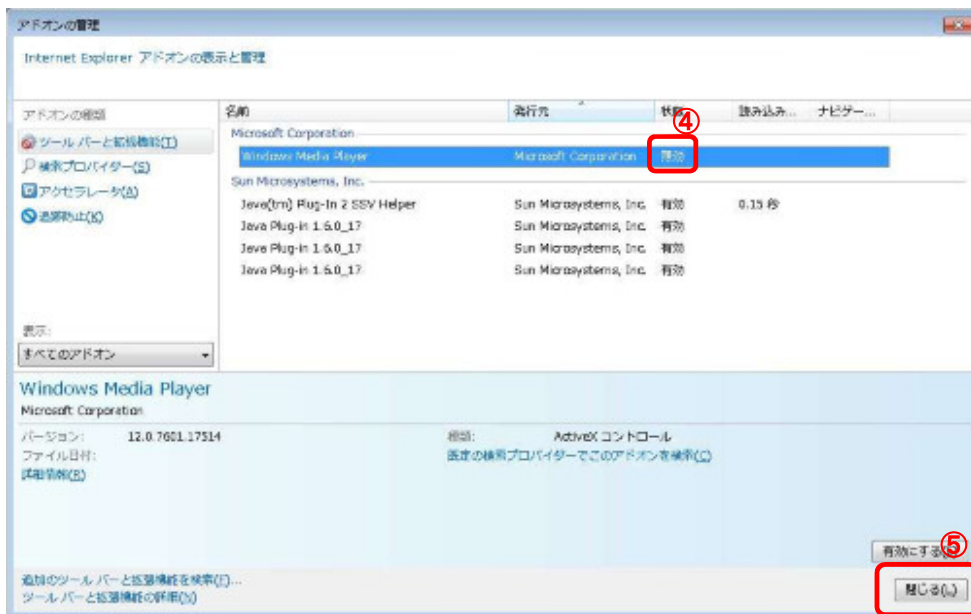 アドオンの管理
Internet Explorer アドオンの表示と管理
アドオンの種類
ツール バーと拡張機能(T)
検索プロバイダー(S)
アクセラレータ(A)
追跡防止(K)
表示:
すべてのアドオン
名前 発行元 状態 読み込み... ナビゲー...
④
Microsoft Corporation
Windows Media Player Microsoft Corporation 無効
Sun Microsystems, Inc.
Java(tm) Plug-In 2 SSV Helper Sun Microsystems, Inc. 有効 0.15 秒
Java Plug-in 1.6.0_17 Sun Microsystems, Inc. 有効
Java Plug-in 1.6.0_17 Sun Microsystems, Inc. 有効
Java Plug-in 1.6.0_17 Sun Microsystems, Inc. 有効
Windows Media Player
Microsoft Corporation
バージョン: 12.0.7601.17514
ファイル日付:
詳細情報(R)
種類: ActiveX コントロール
既定の検索プロバイダーでこのアドオンを検索(C)
有効にする
⑤
追加のツール バーと拡張機能を検索(F)...
ツール バーと拡張機能の詳細(N)
閉じる(L)